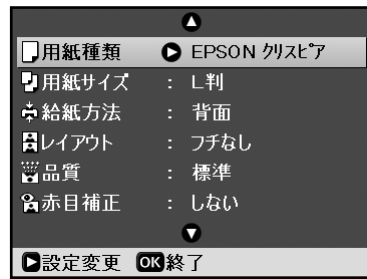 用紙種類 EPSON クリスピア
用紙サイズ : L判
給紙方法 : 背面
レイアウト : フチなし
品質 : 標準
赤目補正 : しない
設定変更 OK終了